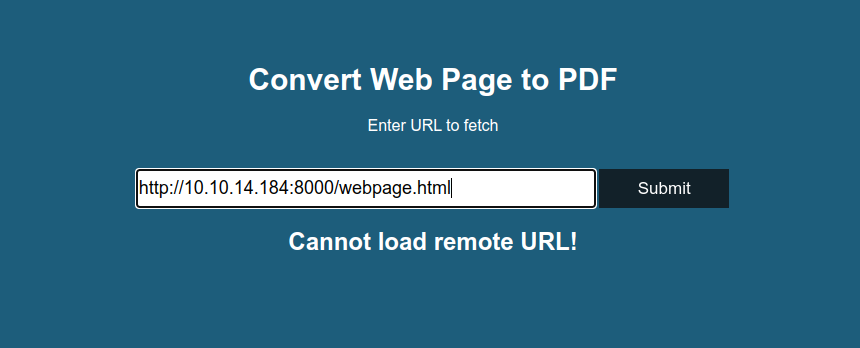 Convert Web Page to PDF
Enter URL to fetch
http://10.10.14.184:8000/webpage.html
Submit
Cannot load remote URL!